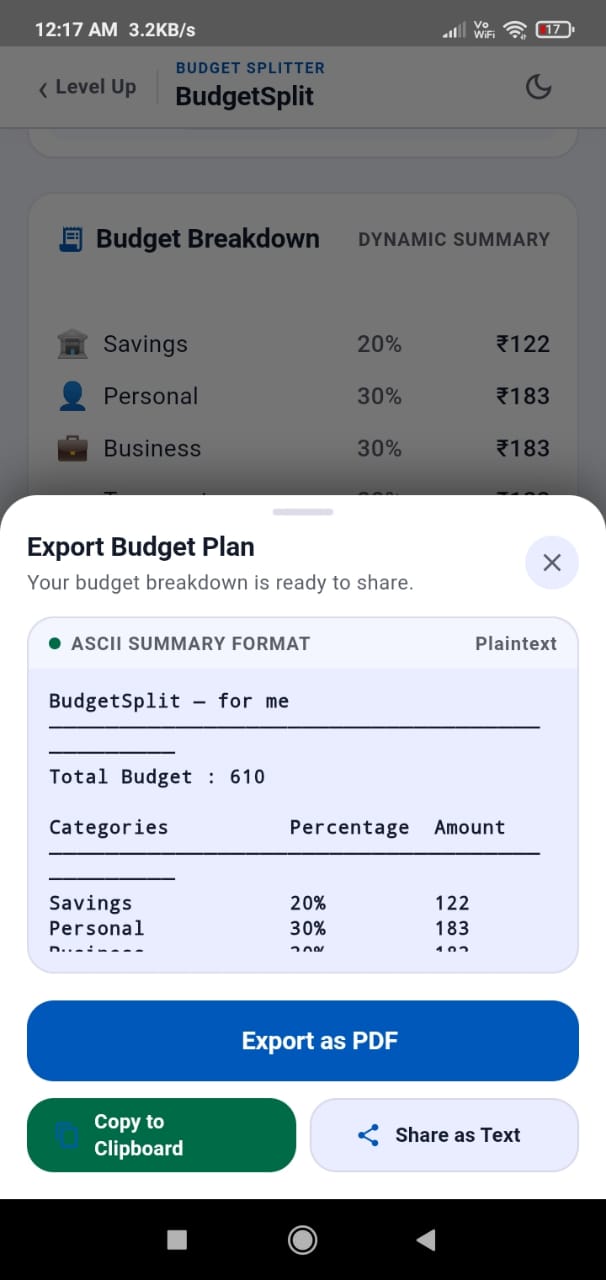 12:17 AM 3.2KB/s Vo WiFi 17
Level Up
BUDGET SPLITTER
BudgetSplit
Budget Breakdown DYNAMIC SUMMARY
Savings 20% ₹122
Personal 30% ₹183
Business 30% ₹183
Export Budget Plan
Your budget breakdown is ready to share.
ASCII SUMMARY FORMAT Plaintext
BudgetSplit — for me
Total Budget : 610
Categories Percentage Amount
Savings 20% 122
Personal 30% 183
Export as PDF
Copy to
Clipboard
Share as Text